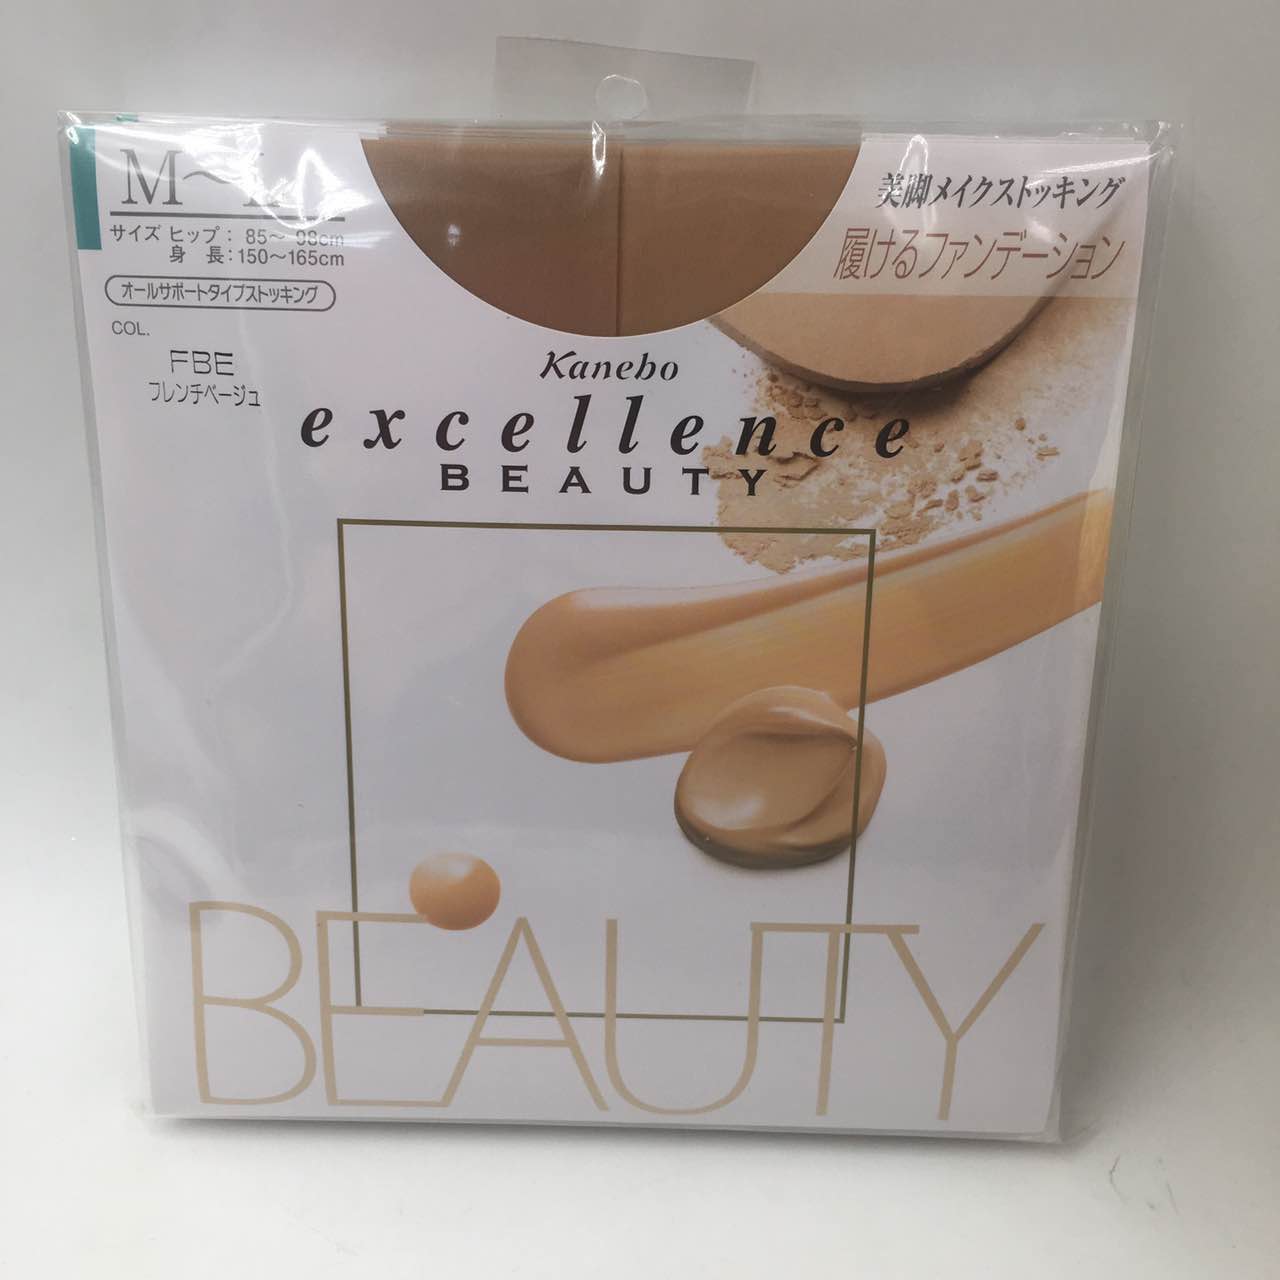 M～L
サイズ ヒップ：85～98cm
身 長：150～165cm
オールサポートタイプストッキング
COL.
FBE
フレンチベージュ
美脚メイクストッキング
履けるファンデーション
Kanebo
excellence
BEAUTY
BEAUTY